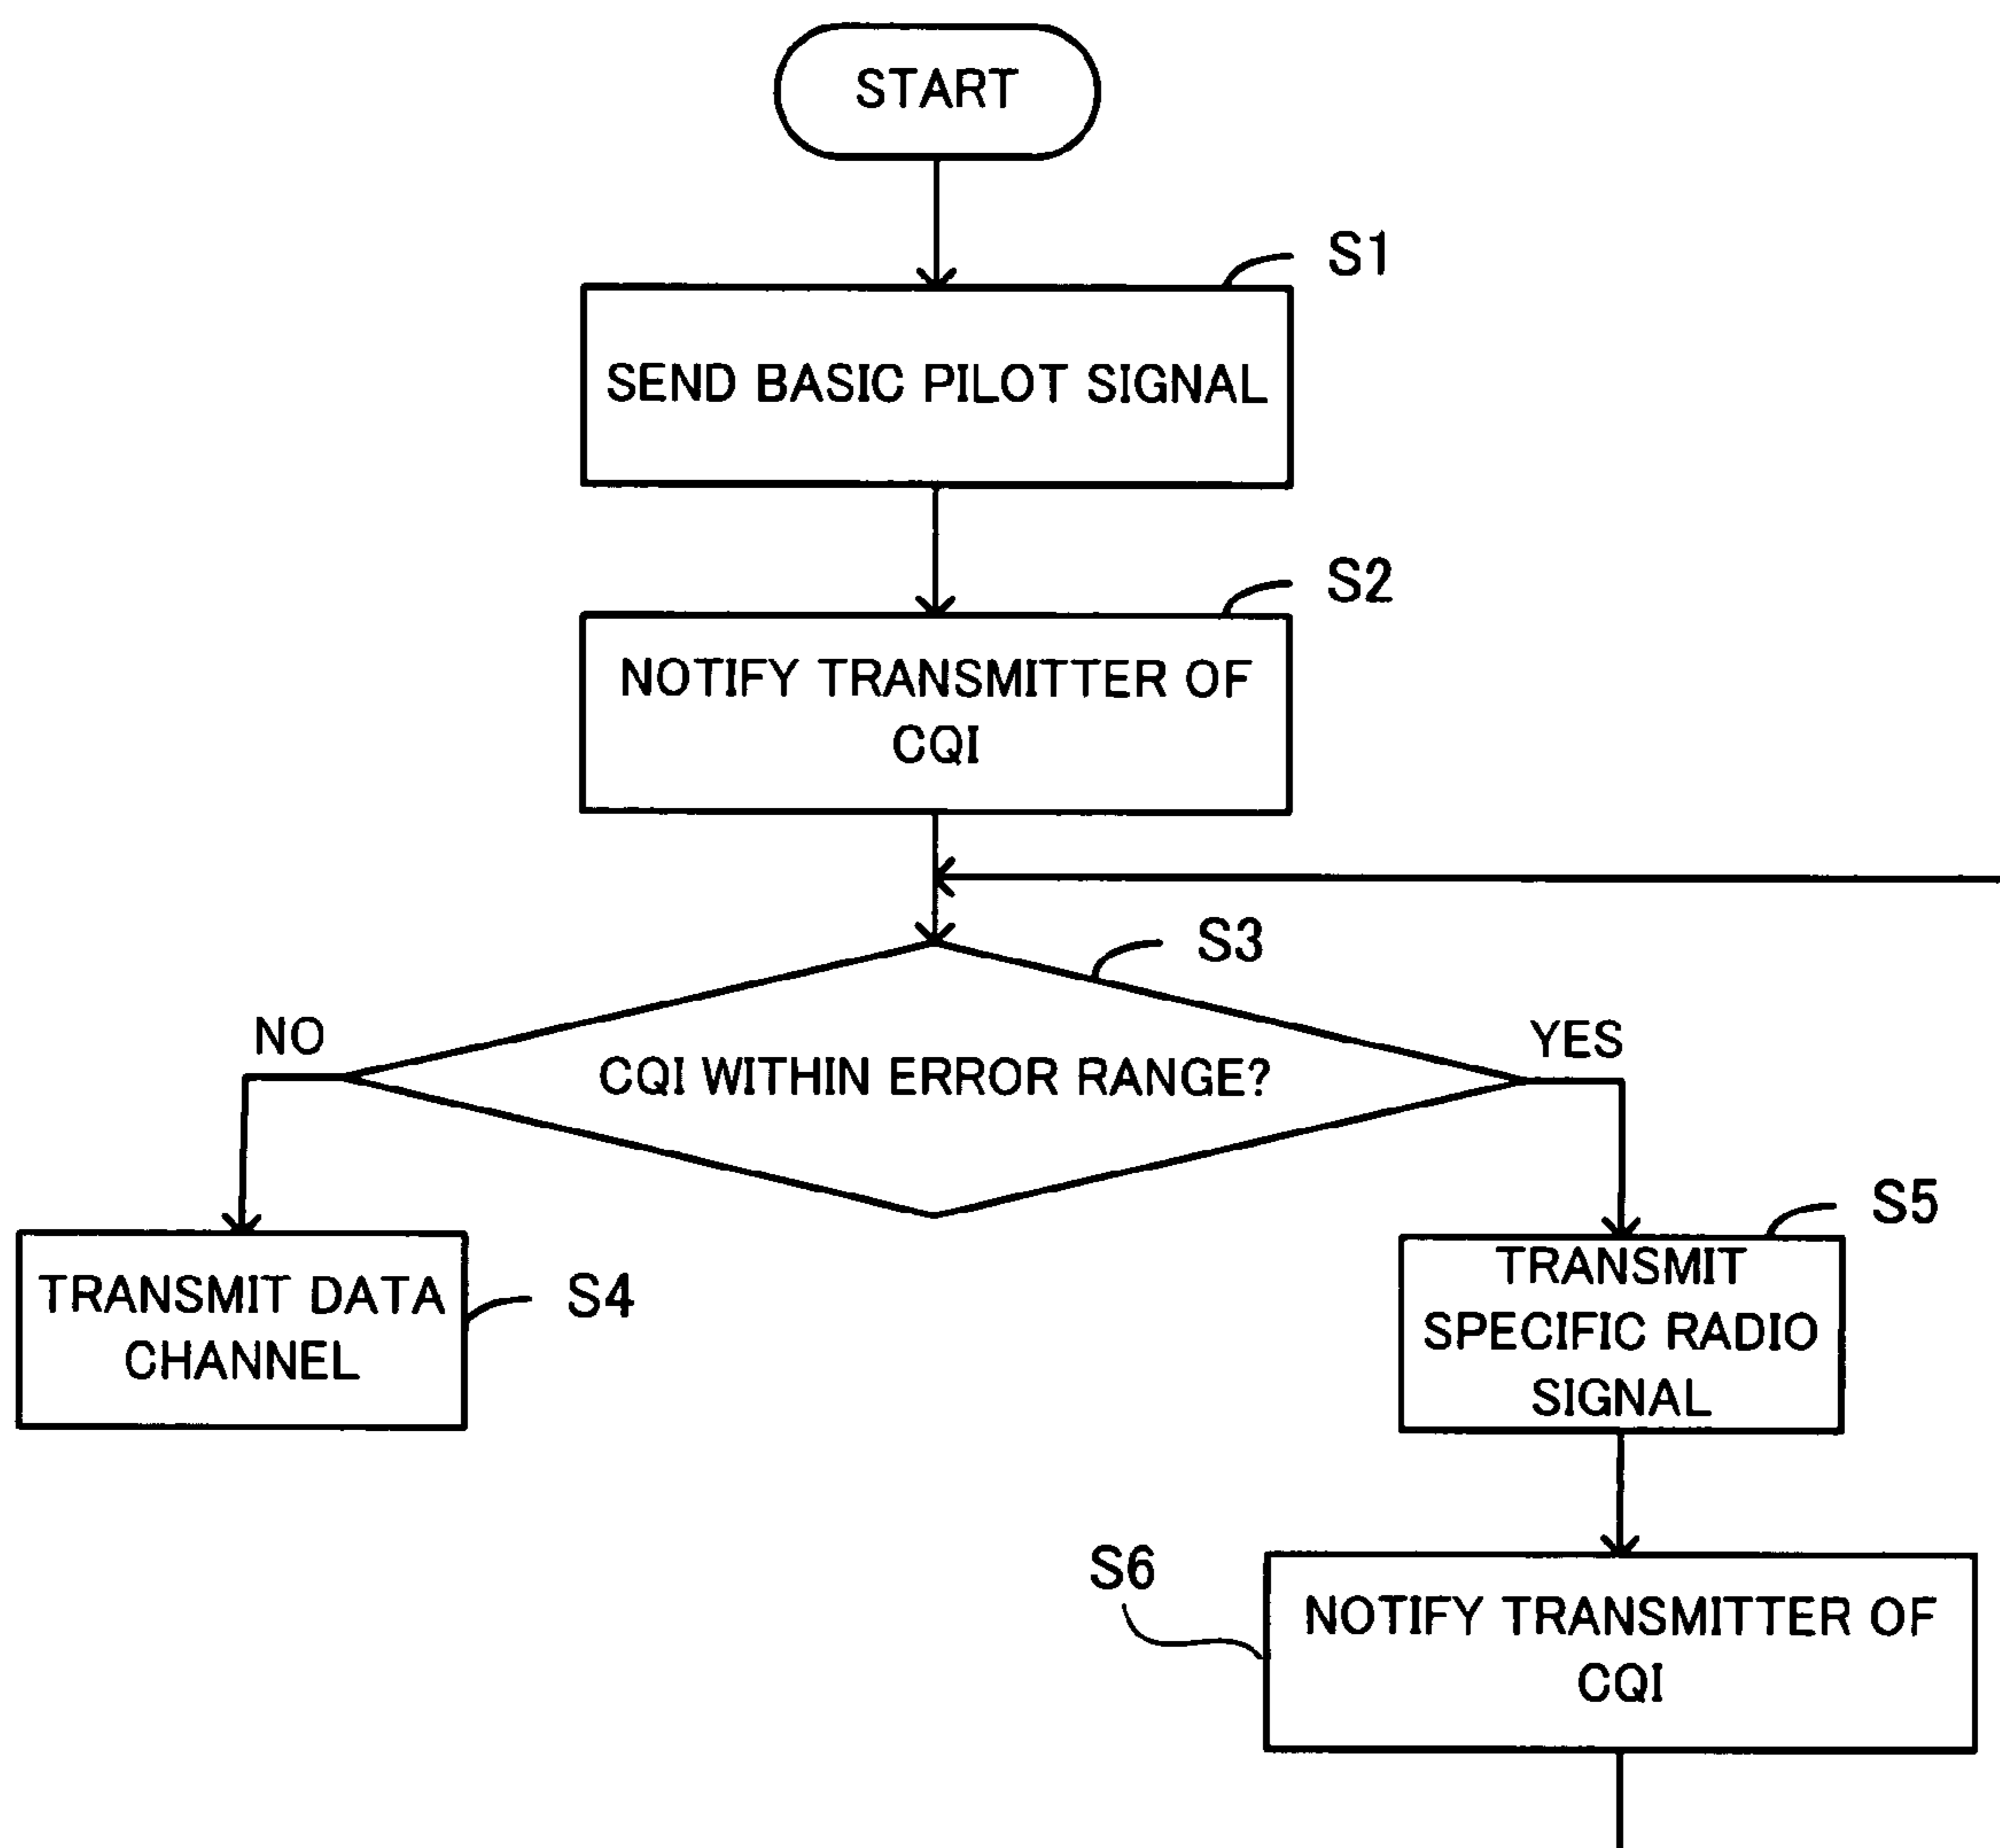 START
S1
SEND BASIC PILOT SIGNAL
S2
NOTIFY TRANSMITTER OF
CQI
S3
NO
YES
CQI WITHIN ERROR RANGE?
S5
TRANSMIT DATA
CHANNEL
S4
TRANSMIT
SPECIFIC RADIO
SIGNAL
S6
NOTIFY TRANSMITTER OF
CQI